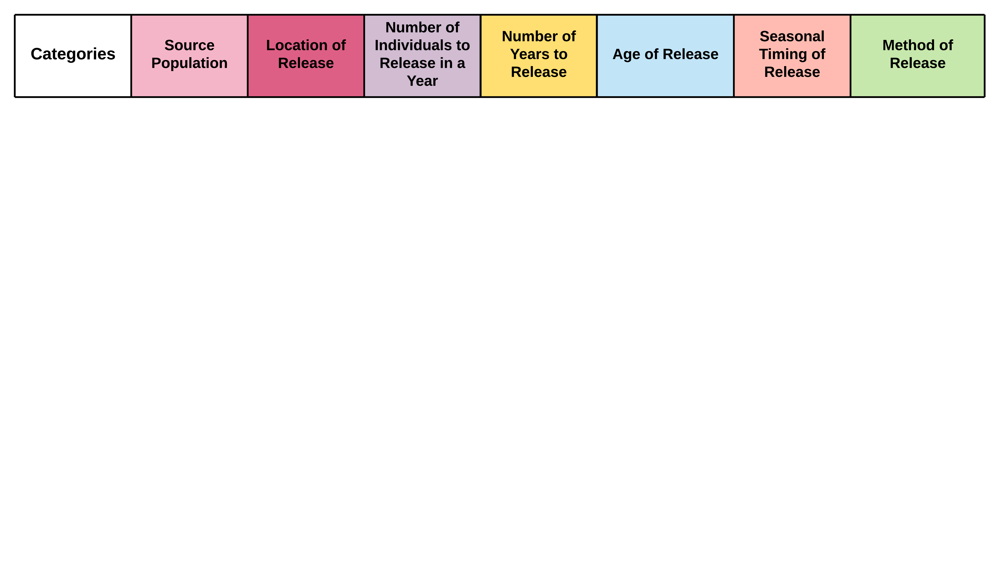 Categories
Source
Population
Location of
Release
Number of
Individuals to
Release in a
Year
Number of
Years to
Release
Age of Release
Seasonal
Timing of
Release
Method of
Release